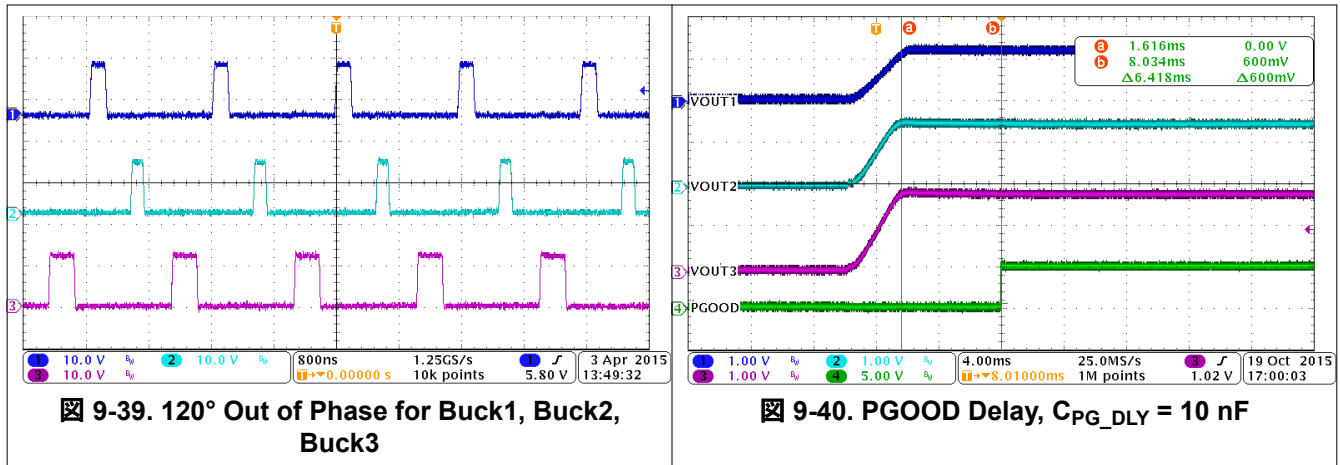 T
1
2
3
1 10.0 V BW 2 10.0 V BW
3 10.0 V BW
800ns 1.25GS/s 1 ƒ
T→▼0.00000 s 10k points 5.80 V
3 Apr 2015
13:49:32
図 9-39. 120° Out of Phase for Buck1, Buck2,
Buck3
T a b
a 1.616ms 0.00 V
b 8.034ms 600mV
Δ6.418ms Δ600mV
1 VOUT1
2 VOUT2
3 VOUT3
4 PGOOD
1 1.00 V BW 2 1.00 V BW
3 1.00 V BW 4 5.00 V BW
4.00ms 25.0MS/s 3 ƒ
T→▼8.01000ms 1M points 1.02 V
19 Oct 2015
17:00:03
図 9-40. PGOOD Delay, CPG_DLY = 10 nF